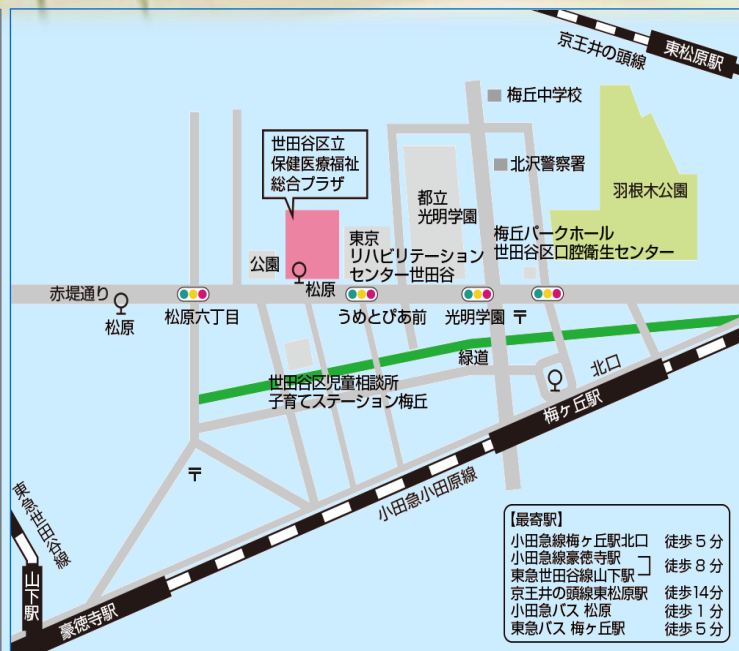 京王井の頭線
東松原駅
梅丘中学校
世田谷区立
保健医療福祉
総合プラザ
北沢警察署
羽根木公園
都立
光明学園
梅丘パークホール
世田谷区口腔衛生センター
東京
リハビリテーション
センター世田谷
公園
赤堤通り
松原
松原
松原六丁目
うめとぴあ前
光明学園
〒
緑道
世田谷区児童相談所
子育てステーション梅丘
北口
梅ヶ丘駅
〒
小田急小田原線
東急世田谷線
山下駅
豪徳寺駅
【最寄駅】
小田急線梅ヶ丘駅北口 徒歩5分
小田急線豪徳寺駅
東急世田谷線山下駅 徒歩8分
京王井の頭線東松原駅 徒歩14分
小田急バス 松原 徒歩1分
東急バス 梅ヶ丘駅 徒歩5分